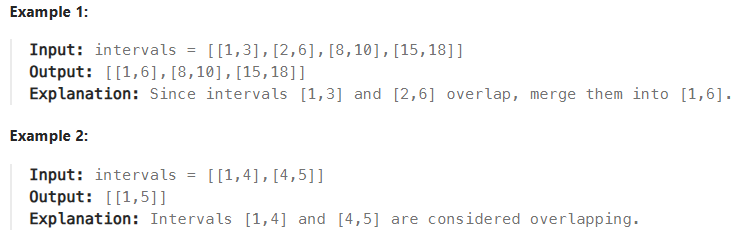 Example 1:
Input: intervals = [[1,3],[2,6],[8,10],[15,18]]
Output: [[1,6],[8,10],[15,18]]
Explanation: Since intervals [1,3] and [2,6] overlap, merge them into [1,6].
Example 2:
Input: intervals = [[1,4],[4,5]]
Output: [[1,5]]
Explanation: Intervals [1,4] and [4,5] are considered overlapping.